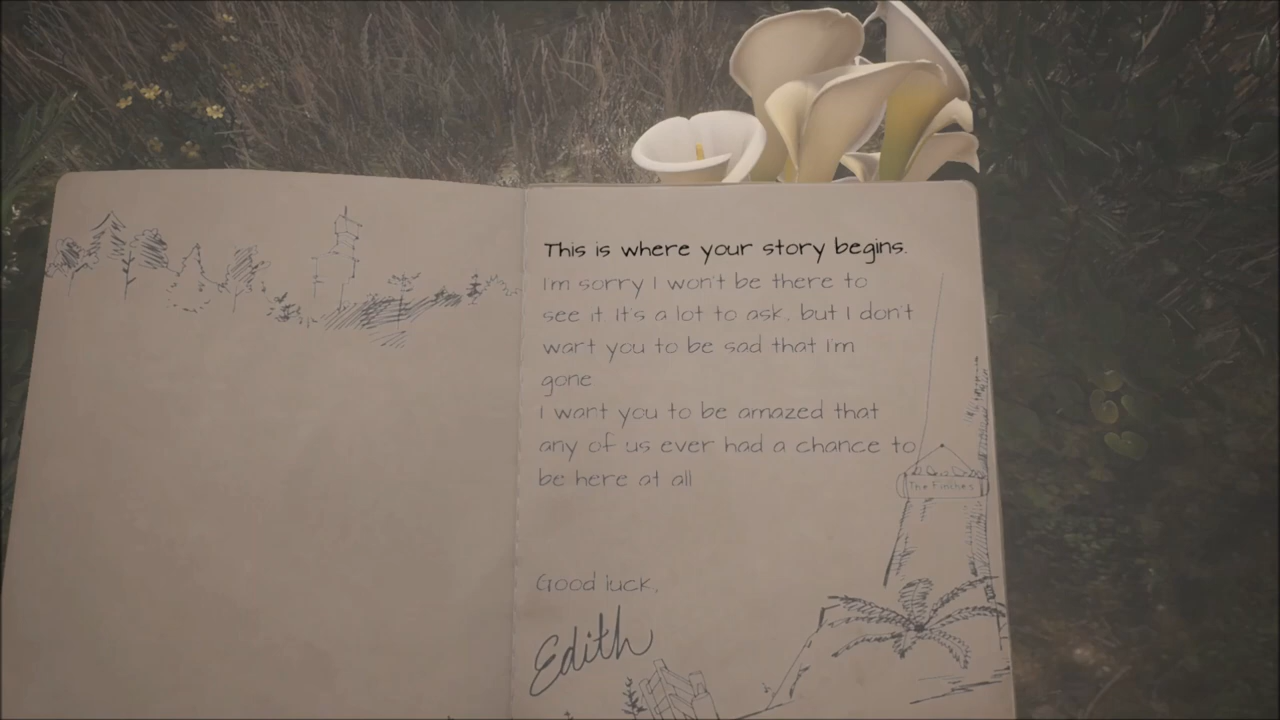 This is where your story begins.
I'm sorry I won't be there to
see it. It's a lot to ask, but I don't
want you to be sad that I'm
gone
I want you to be amazed that
any of us ever had a chance to
be here at all
The Finches
Good luck,
Edith